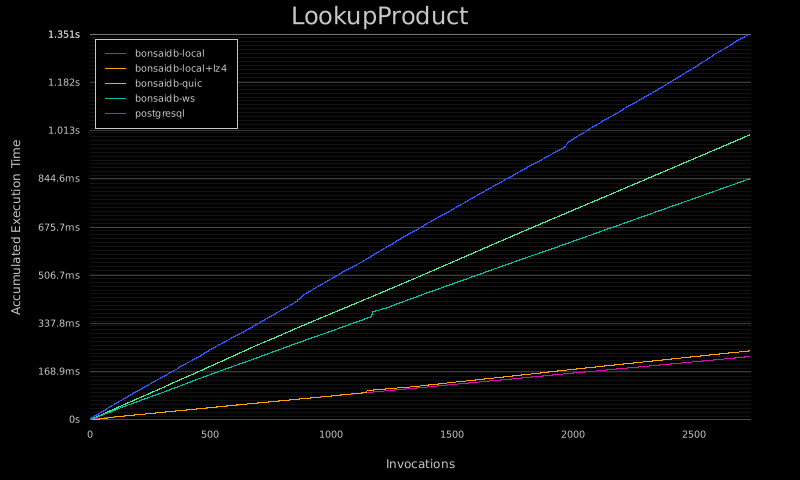 LookupProduct
1.351s
bonsaidb-local
bonsaidb-local+lz4
1.182s
bonsaidb-quic
bonsaidb-ws
postgresql
1.013s
844.6ms
675.7ms
506.7ms
337.8ms
168.9ms
0s
Accumulated Execution Time
0 500 1000 1500 2000 2500
Invocations